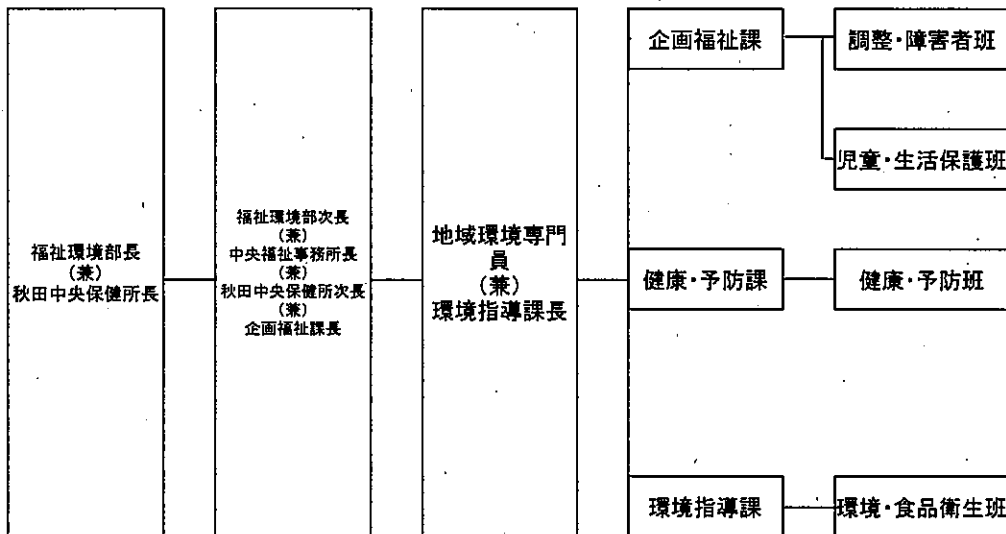 福祉環境部長
(兼)
秋田中央保健所長
福祉環境部次長
(兼)
中央福祉事務所長
(兼)
秋田中央保健所次長
(兼)
企画福祉課長
地域環境専門
員
(兼)
環境指導課長
企画福祉課
調整・障害者班
児童・生活保護班
健康・予防課
健康・予防班
環境指導課
環境・食品衛生班